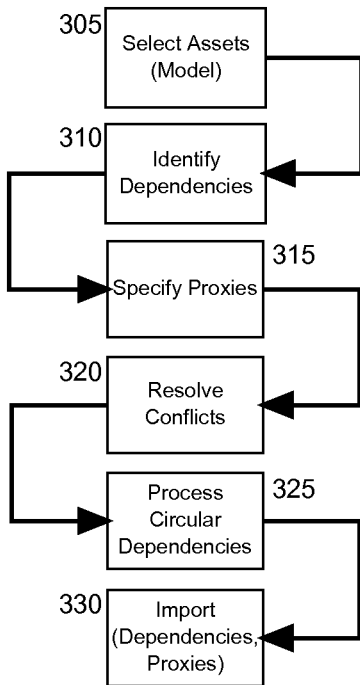 305
Select Assets
(Model)
310
Identify
Dependencies
315
Specify Proxies
320
Resolve
Conflicts
325
Process
Circular
Dependencies
330
Import
(Dependencies,
Proxies)